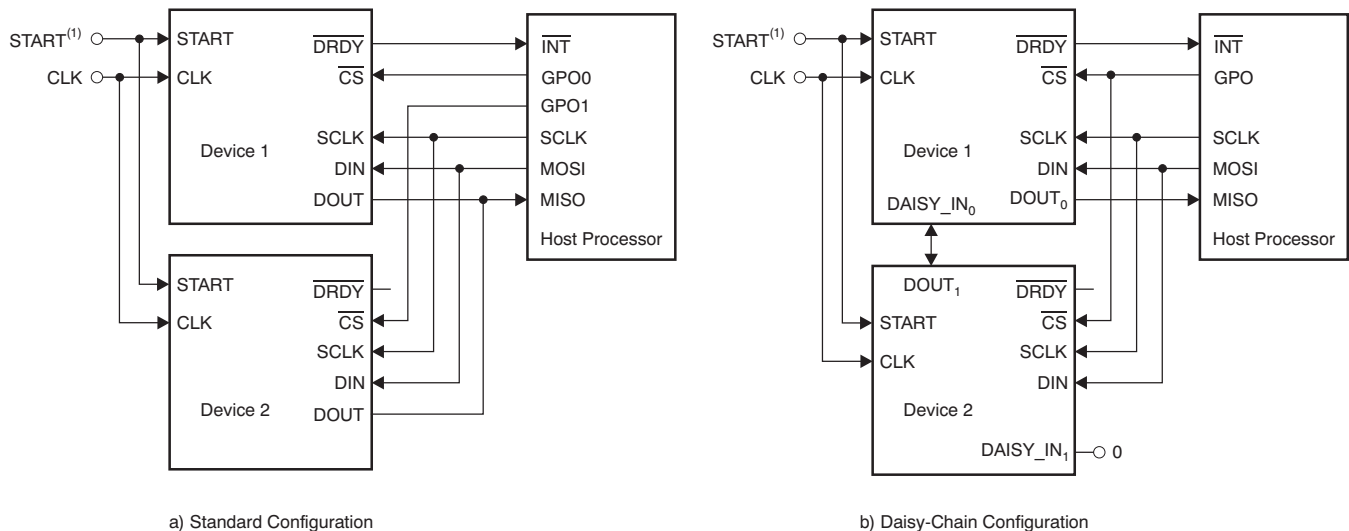 START(1)
CLK
START
CLK
DRDY
CS
SCLK
DIN
DOUT
Device 1
INT
GPO0
GPO1
SCLK
MOSI
MISO
Host Processor
START
CLK
DRDY
CS
SCLK
DIN
DOUT
Device 2
a) Standard Configuration
START(1)
CLK
START
CLK
DRDY
CS
SCLK
DIN
DOUT0
Device 1
DAISY_IN0
INT
GPO
SCLK
MOSI
MISO
Host Processor
DOUT1
START
CLK
DRDY
CS
SCLK
DIN
Device 2
DAISY_IN1
0
b) Daisy-Chain Configuration